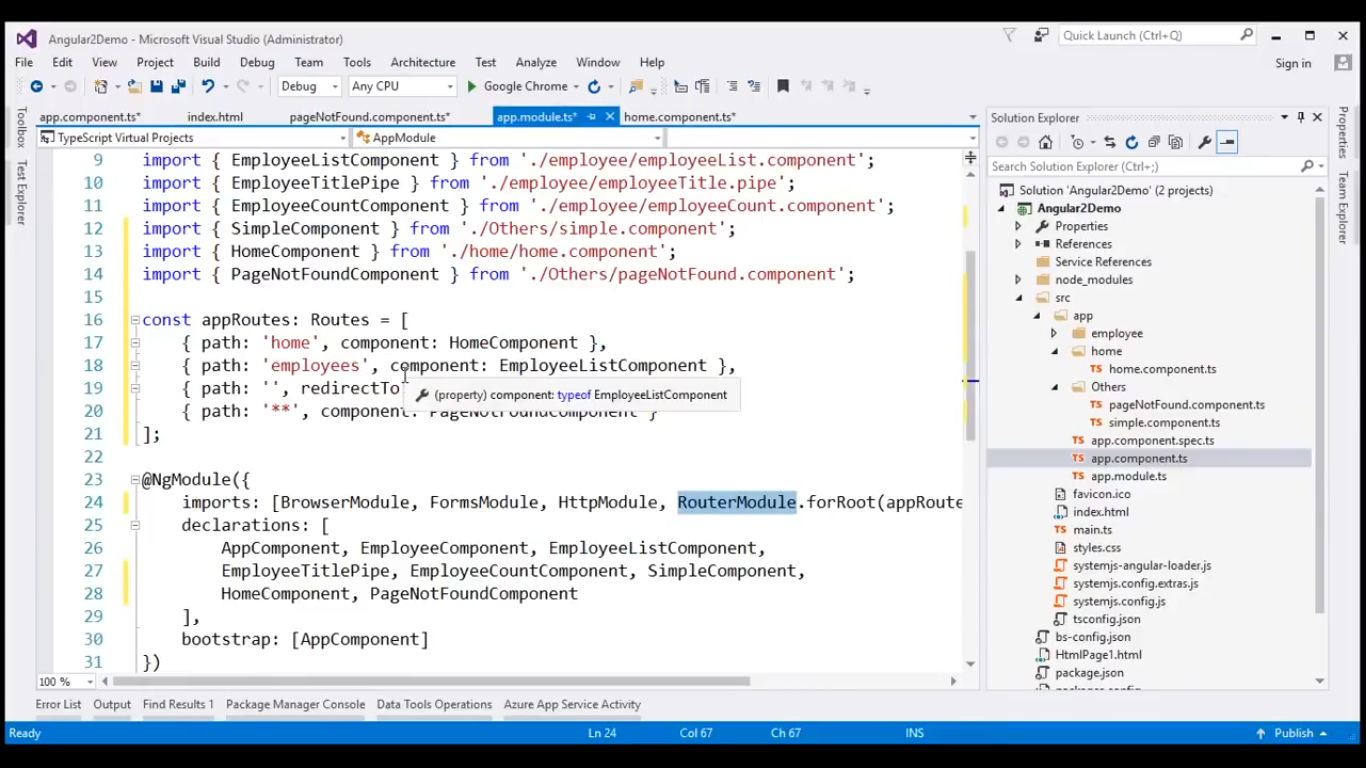 Angular2Demo - Microsoft Visual Studio (Administrator)
Quick Launch (Ctrl+Q)
File Edit View Project Build Debug Team Tools Architecture Test Analyze Window Help
Sign in
Debug Any CPU Google Chrome
app.component.ts* index.html pageNotFound.component.ts* app.module.ts* home.component.ts*
TypeScript Virtual Projects AppModule
Toolbox
Test Explorer
9 import { EmployeeListComponent } from './employee/employeeList.component';
10 import { EmployeeTitlePipe } from './employee/employeeTitle.pipe';
11 import { EmployeeCountComponent } from './employee/employeeCount.component';
12 import { SimpleComponent } from './Others/simple.component';
13 import { HomeComponent } from './home/home.component';
14 import { PageNotFoundComponent } from './Others/pageNotFound.component';
15
16 const appRoutes: Routes = [
17 { path: 'home', component: HomeComponent },
18 { path: 'employees', component: EmployeeListComponent },
19 { path: '', redirectTo
(property) component: typeof EmployeeListComponent
20 { path: '**', component: PageNotFoundComponent }
21 ];
22
23 @NgModule({
24 imports: [BrowserModule, FormsModule, HttpModule, RouterModule.forRoot(appRoute
25 declarations: [
26 AppComponent, EmployeeComponent, EmployeeListComponent,
27 EmployeeTitlePipe, EmployeeCountComponent, SimpleComponent,
28 HomeComponent, PageNotFoundComponent
29 ],
30 bootstrap: [AppComponent]
31 })
100 %
Solution Explorer
Search Solution Explorer (Ctrl+;)
Solution 'Angular2Demo' (2 projects)
Angular2Demo
Properties
References
Service References
node_modules
src
app
employee
home
TS home.component.ts
Others
TS pageNotFound.component.ts
TS simple.component.ts
TS app.component.spec.ts
TS app.component.ts
TS app.module.ts
favicon.ico
index.html
TS main.ts
styles.css
systemjs-angular-loader.js
systemjs.config.extras.js
systemjs.config.js
tsconfig.json
bs-config.json
HtmlPage1.html
package.json
Properties
Team Explorer
Error List Output Find Results 1 Package Manager Console Data Tools Operations Azure App Service Activity
Ready Ln 24 Col 67 Ch 67 INS Publish